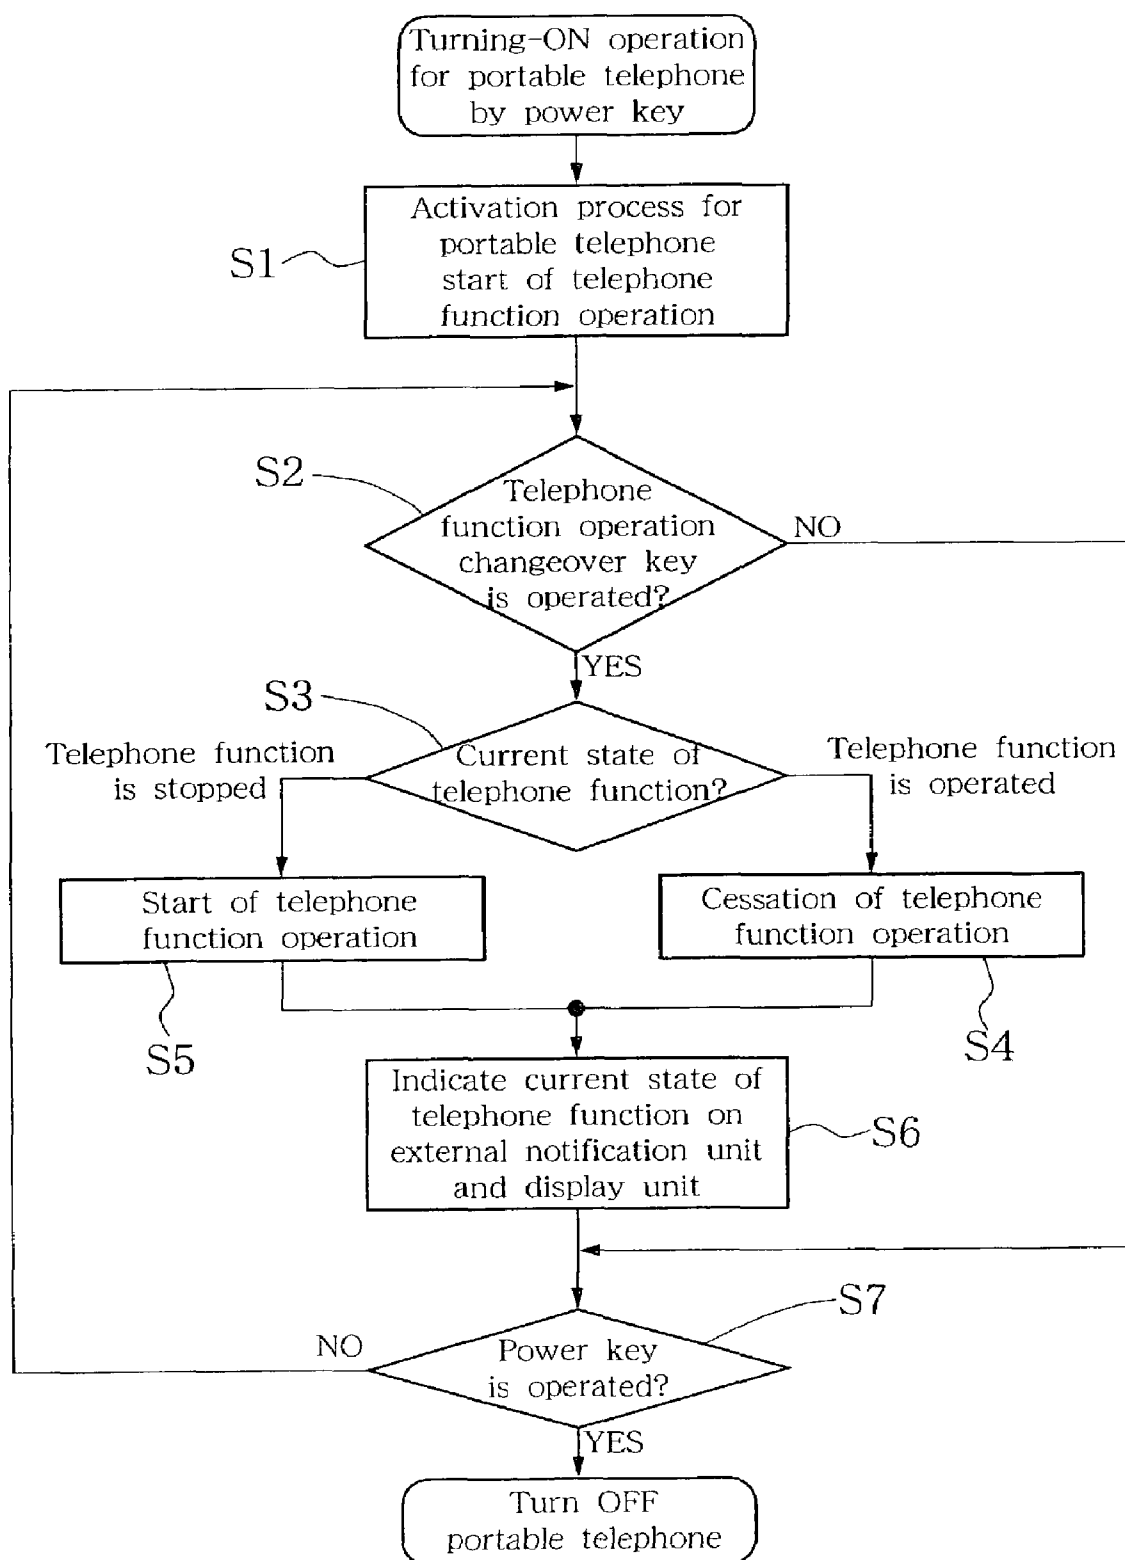 Turning-ON operation
for portable telephone
by power key
Activation process for
portable telephone
start of telephone
function operation
S1
S2
Telephone
function operation
changeover key
is operated?
NO
YES
S3
Current state of
telephone function?
Telephone function
is stopped
Telephone function
is operated
Start of telephone
function operation
Cessation of telephone
function operation
S5
S4
Indicate current state of
telephone function on
external notification unit
and display unit
S6
S7
Power key
is operated?
NO
YES
Turn OFF
portable telephone